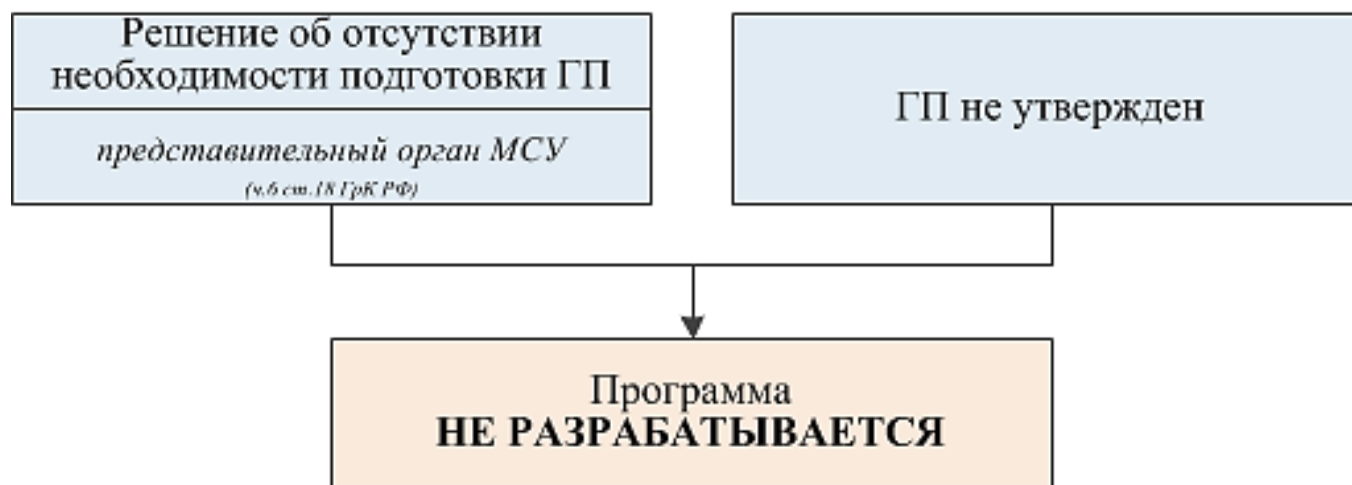 Решение об отсутствии
необходимости подготовки ГП
представительный орган МСУ
(ч.6 ст.18 ГрК РФ)
ГП не утвержден
Программа
НЕ РАЗРАБАТЫВАЕТСЯ